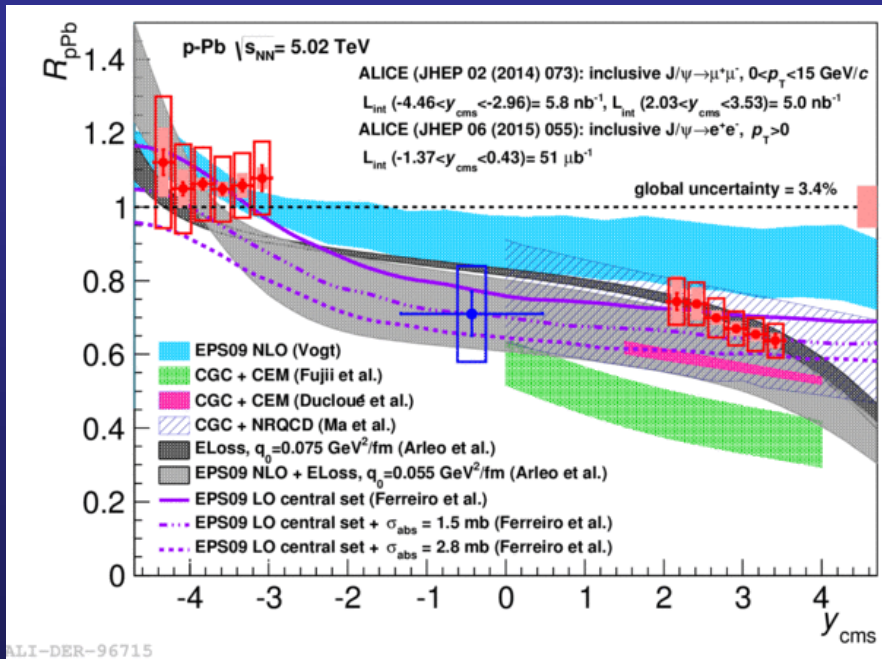 R_pPb
p-Pb √s_NN = 5.02 TeV
ALICE (JHEP 02 (2014) 073): inclusive J/ψ→μ⁺μ⁻, 0<p_T<15 GeV/c
L_int (-4.46<y_cms<-2.96)= 5.8 nb⁻¹, L_int (2.03<y_cms<3.53)= 5.0 nb⁻¹
ALICE (JHEP 06 (2015) 055): inclusive J/ψ→e⁺e⁻, p_T>0
L_int (-1.37<y_cms<0.43)= 51 μb⁻¹
global uncertainty = 3.4%
1.4
1.2
1
0.8
0.6
0.4
0.2
0
EPS09 NLO (Vogt)
CGC + CEM (Fujii et al.)
CGC + CEM (Ducloué et al.)
CGC + NRQCD (Ma et al.)
ELoss, q₀=0.075 GeV²/fm (Arleo et al.)
EPS09 NLO + ELoss, q₀=0.055 GeV²/fm (Arleo et al.)
EPS09 LO central set (Ferreiro et al.)
EPS09 LO central set + σ_abs = 1.5 mb (Ferreiro et al.)
EPS09 LO central set + σ_abs = 2.8 mb (Ferreiro et al.)
-4 -3 -2 -1 0 1 2 3 4
y_cms
ALI-DER-96715